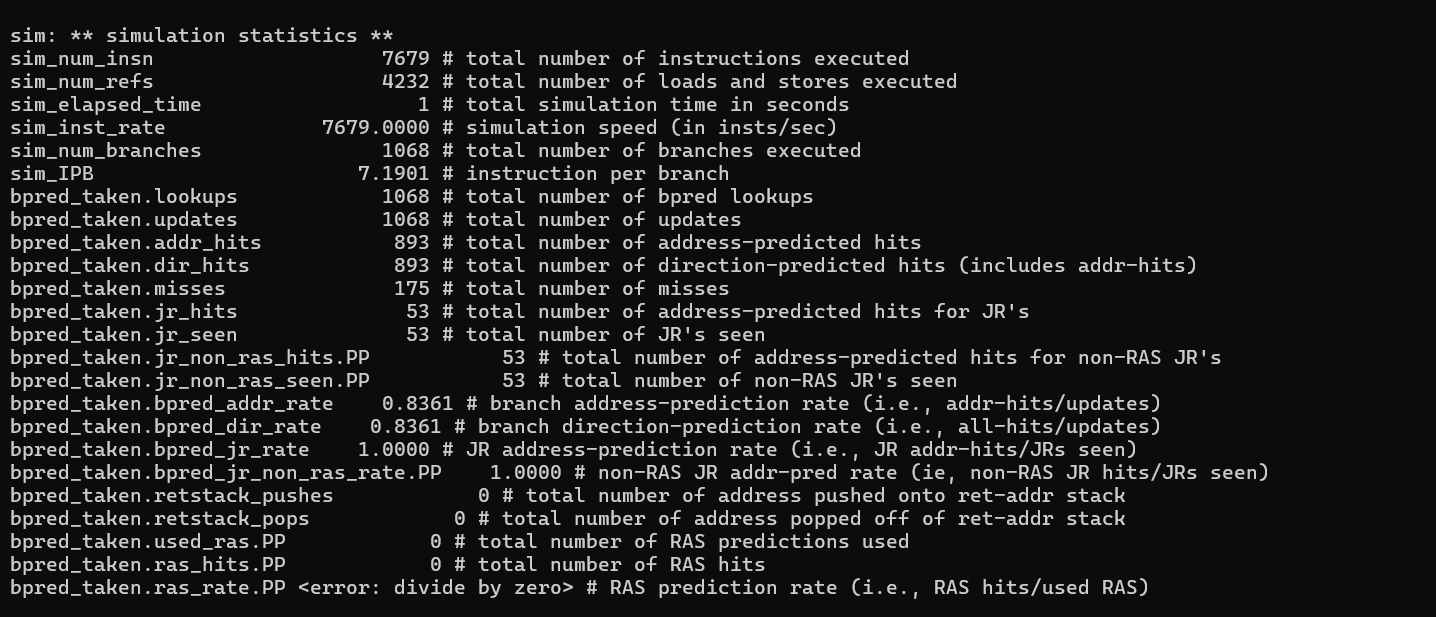 sim: ** simulation statistics **
sim_num_insn                   7679 # total number of instructions executed
sim_num_refs                   4232 # total number of loads and stores executed
sim_elapsed_time                  1 # total simulation time in seconds
sim_inst_rate             7679.0000 # simulation speed (in insts/sec)
sim_num_branches               1068 # total number of branches executed
sim_IPB                      7.1901 # instruction per branch
bpred_taken.lookups            1068 # total number of bpred lookups
bpred_taken.updates            1068 # total number of updates
bpred_taken.addr_hits           893 # total number of address-predicted hits
bpred_taken.dir_hits            893 # total number of direction-predicted hits (includes addr-hits)
bpred_taken.misses              175 # total number of misses
bpred_taken.jr_hits              53 # total number of address-predicted hits for JR's
bpred_taken.jr_seen              53 # total number of JR's seen
bpred_taken.jr_non_ras_hits.PP           53 # total number of address-predicted hits for non-RAS JR's
bpred_taken.jr_non_ras_seen.PP           53 # total number of non-RAS JR's seen
bpred_taken.bpred_addr_rate    0.8361 # branch address-prediction rate (i.e., addr-hits/updates)
bpred_taken.bpred_dir_rate    0.8361 # branch direction-prediction rate (i.e., all-hits/updates)
bpred_taken.bpred_jr_rate    1.0000 # JR address-prediction rate (i.e., JR addr-hits/JRs seen)
bpred_taken.bpred_jr_non_ras_rate.PP    1.0000 # non-RAS JR addr-pred rate (ie, non-RAS JR hits/JRs seen)
bpred_taken.retstack_pushes            0 # total number of address pushed onto ret-addr stack
bpred_taken.retstack_pops            0 # total number of address popped off of ret-addr stack
bpred_taken.used_ras.PP            0 # total number of RAS predictions used
bpred_taken.ras_hits.PP            0 # total number of RAS hits
bpred_taken.ras_rate.PP <error: divide by zero> # RAS prediction rate (i.e., RAS hits/used RAS)